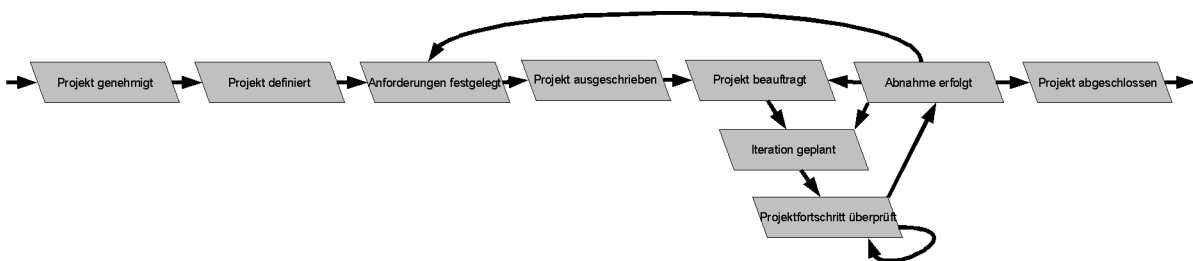 Projekt genehmigt
Projekt definiert
Anforderungen festgelegt
Projekt ausgeschrieben
Projekt beauftragt
Abnahme erfolgt
Projekt abgeschlossen
Iteration geplant
Projektfortschritt überprüft